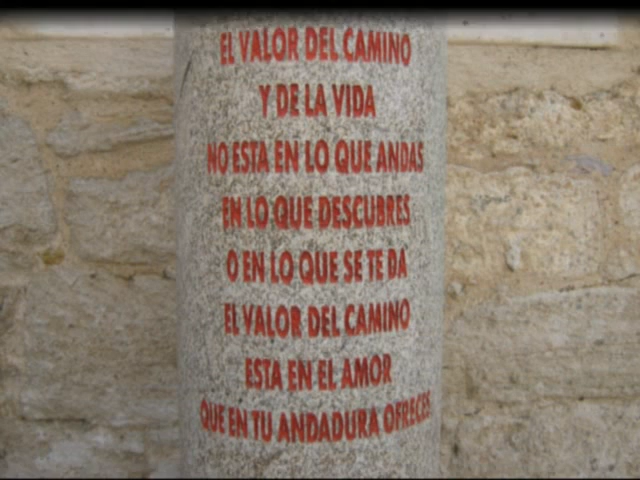 EL VALOR DEL CAMINO
Y DE LA VIDA
NO ESTA EN LO QUE ANDAS
EN LO QUE DESCUBRES
O EN LO QUE SE TE DA
EL VALOR DEL CAMINO
ESTA EN EL AMOR
QUE EN TU ANDADURA OFRECES